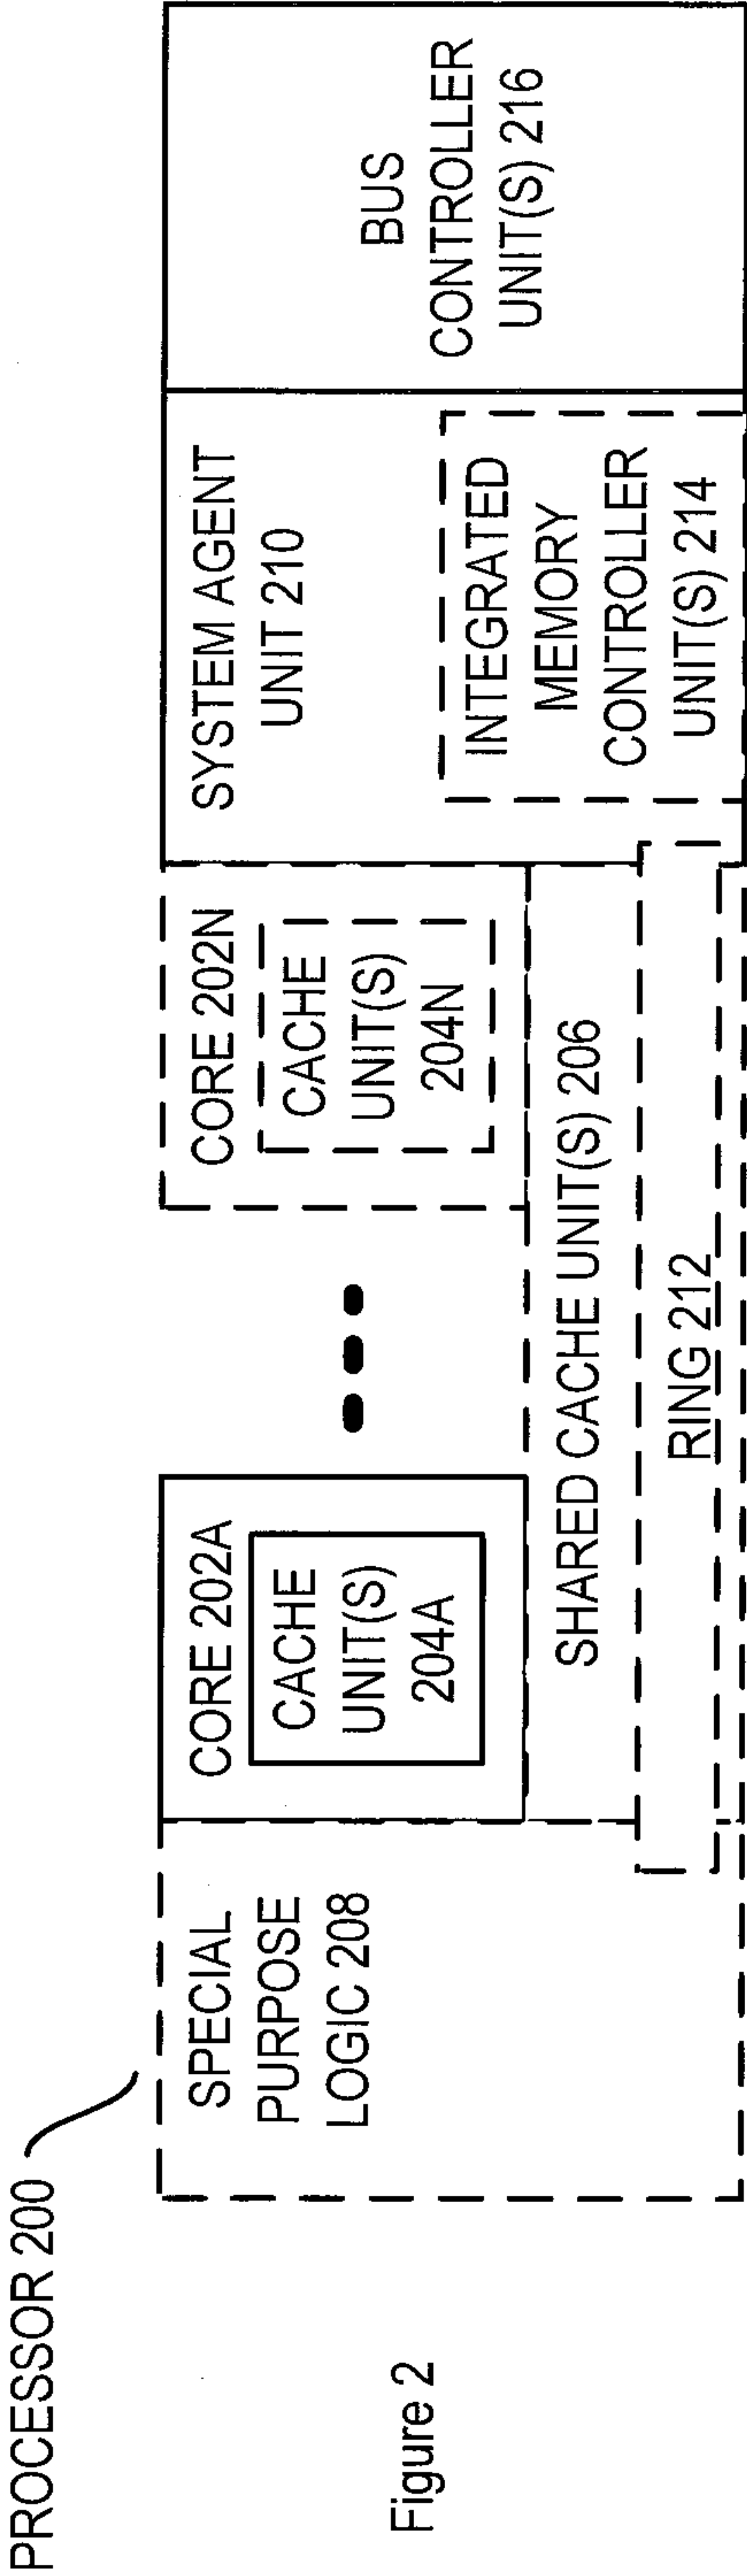 PROCESSOR 200
SPECIAL
PURPOSE
LOGIC 208
CORE 202A
CACHE
UNIT(S)
204A
CORE 202N
CACHE
UNIT(S)
204N
SHARED CACHE UNIT(S) 206
RING 212
SYSTEM AGENT
UNIT 210
INTEGRATED
MEMORY
CONTROLLER
UNIT(S) 214
BUS
CONTROLLER
UNIT(S) 216
Figure 2